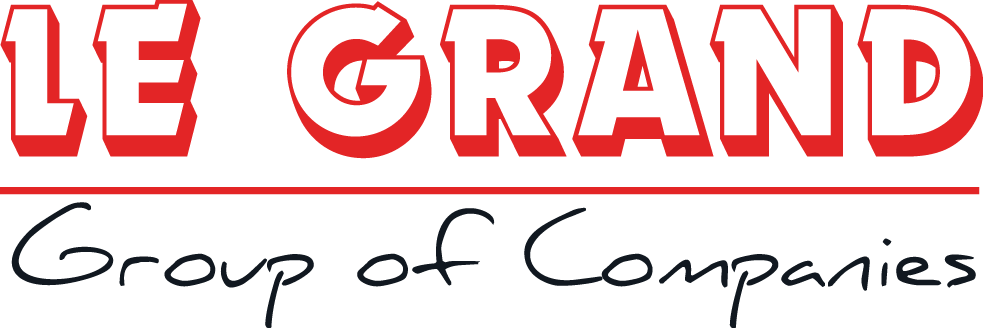 LE GRAND
Group of Companies